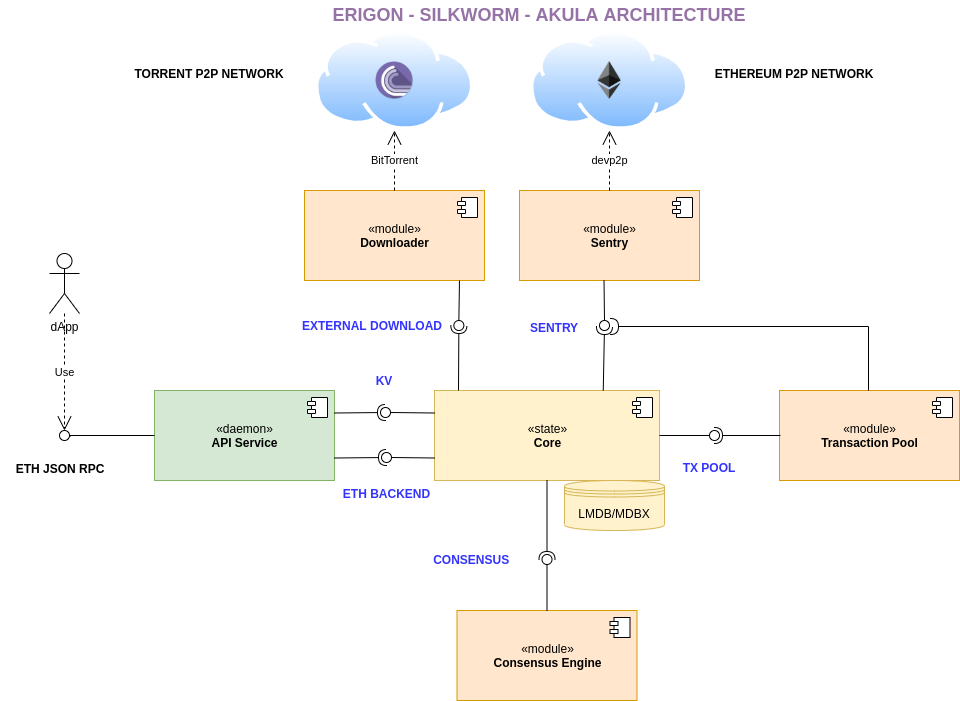 ERIGON - SILKWORM - AKULA ARCHITECTURE
TORRENT P2P NETWORK
ETHEREUM P2P NETWORK
BitTorrent
devp2p
«module»
Downloader
«module»
Sentry
dApp
EXTERNAL DOWNLOAD
SENTRY
Use
KV
«daemon»
API Service
«state»
Core
«module»
Transaction Pool
ETH JSON RPC
TX POOL
ETH BACKEND
LMDB/MDBX
CONSENSUS
«module»
Consensus Engine